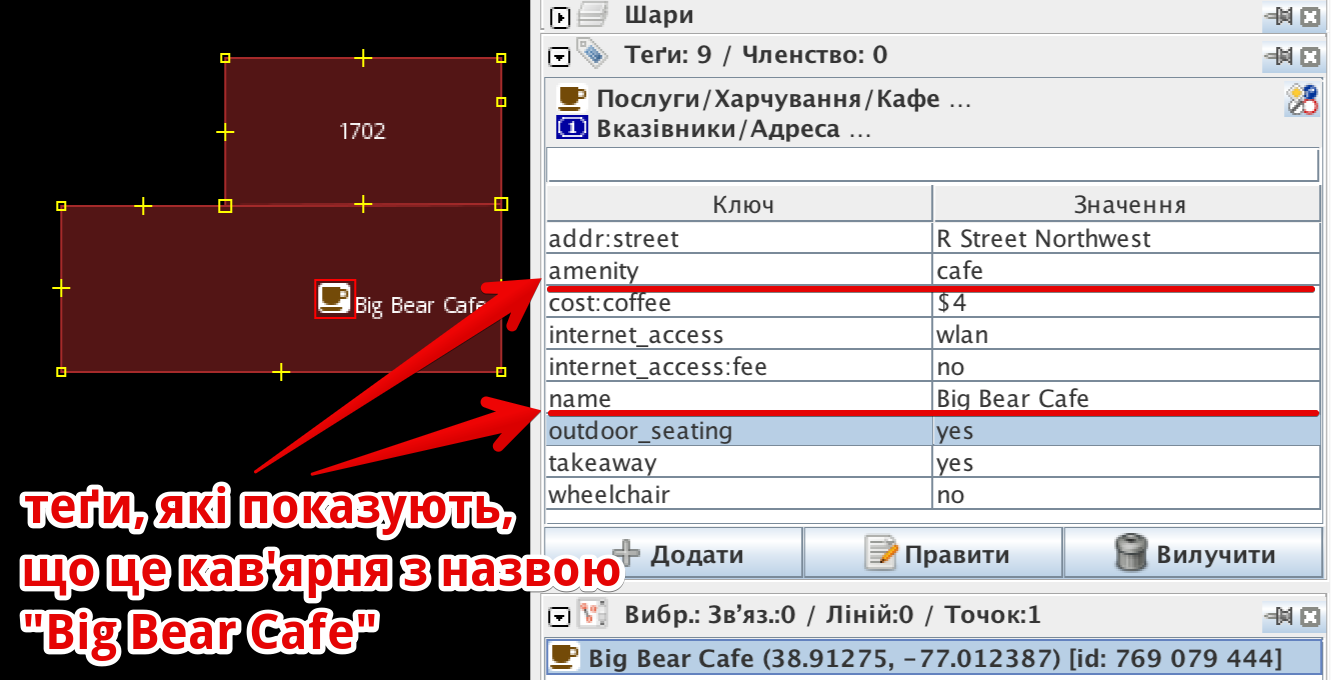 1702
Big Bear Cafe
теґи, які показують,
що це кав'ярня з назвою
"Big Bear Cafe"
Шари
Теґи: 9 / Членство: 0
Послуги/Харчування/Кафе ...
Вказівники/Адреса ...
Ключ Значення
addr:street R Street Northwest
amenity cafe
cost:coffee $4
internet_access wlan
internet_access:fee no
name Big Bear Cafe
outdoor_seating yes
takeaway yes
wheelchair no
Додати Правити Вилучити
Вибр.: Зв’яз.:0 / Ліній:0 / Точок:1
Big Bear Cafe (38.91275, −77.012387) [id: 769 079 444]